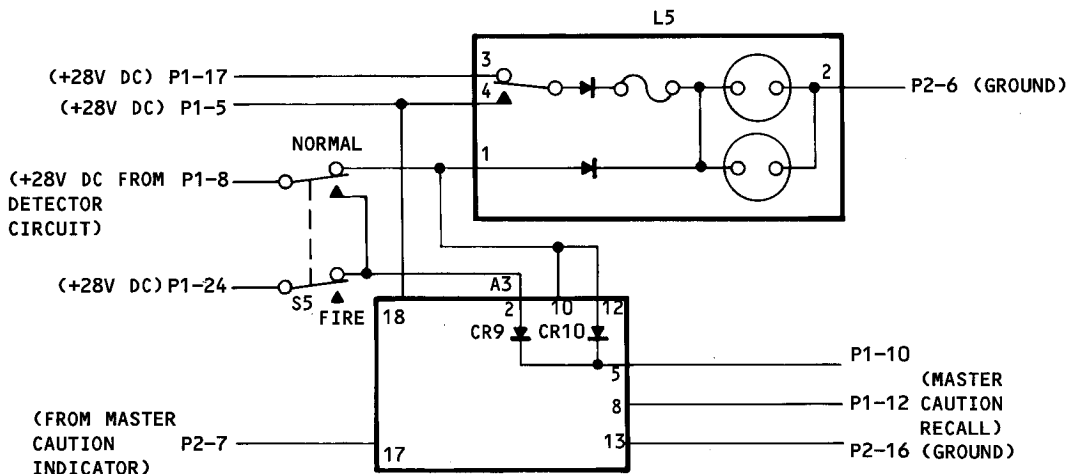 L5
(+28V DC) P1-17
3
(+28V DC) P1-5
4
2
P2-6 (GROUND)
NORMAL
1
(+28V DC FROM P1-8
DETECTOR
CIRCUIT)
(+28V DC) P1-24
S5
FIRE
A3
18
2
10
12
CR9
CR10
5
P1-10
8
P1-12
(MASTER
CAUTION
RECALL)
13
P2-16 (GROUND)
(FROM MASTER
CAUTION P2-7
INDICATOR)
17